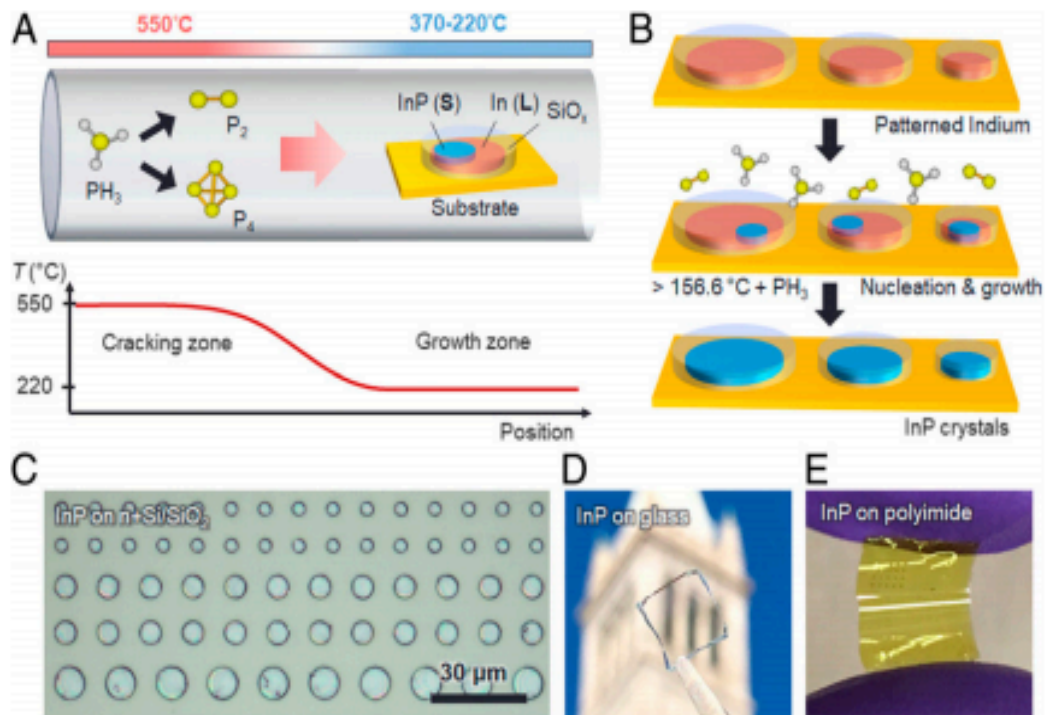 A
550°C
370-220°C
InP (S)
In (L)
SiOx
P2
PH3
P4
Substrate
T (°C)
550
Cracking zone
Growth zone
220
Position
B
Patterned Indium
> 156.6 °C + PH3
Nucleation & growth
InP crystals
C
InP on n+Si/SiO2
30 µm
D
InP on glass
E
InP on polyimide